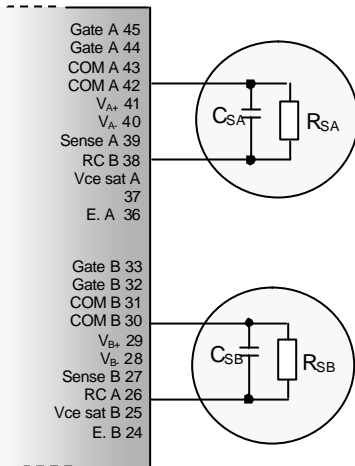 Gate A 45
Gate A 44
COM A 43
COM A 42
VA+ 41
VA- 40
Sense A 39
RC B 38
Vce sat A
37
E. A 36
CSA
RSA
Gate B 33
Gate B 32
COM B 31
COM B 30
VB+ 29
VB- 28
Sense B 27
RC A 26
Vce sat B 25
E. B 24
CSB
RSB